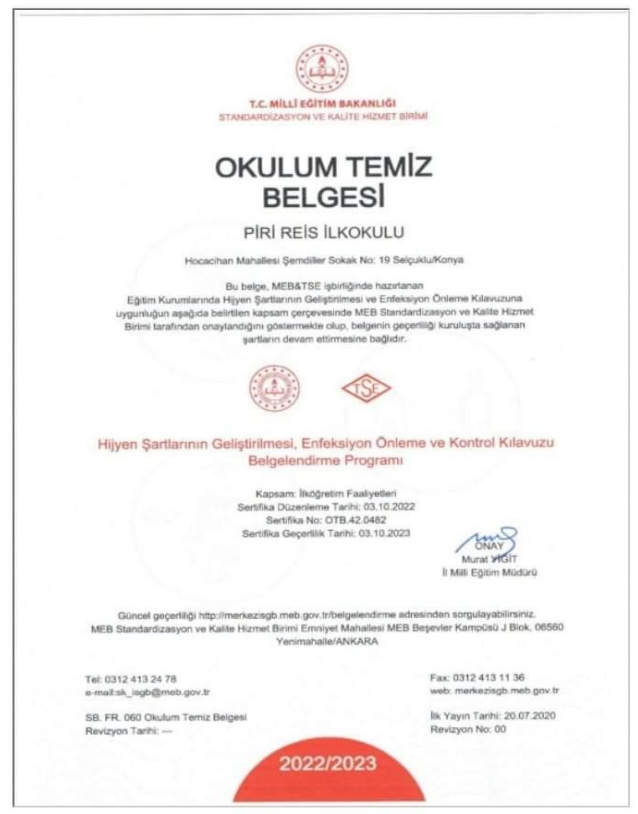 T.C. MİLLİ EĞİTİM BAKANLIĞI
STANDARDİZASYON VE KALİTE HİZMET BİRİMİ
OKULUM TEMİZ
BELGESİ
PİRİ REİS İLKOKULU
Hocacihan Mahallesi Şemdiller Sokak No: 19 Selçuklu/Konya
Bu belge, MEB&TSE işbirliğinde hazırlanan
Eğitim Kurumlarında Hijyen Şartlarının Geliştirilmesi ve Enfeksiyon Önleme Kılavuzuna
uygunluğun aşağıda belirtilen kapsam çerçevesinde MEB Standardizasyon ve Kalite Hizmet
Birimi tarafından onaylandığını göstermekte olup, belgenin geçerliliği kuruluşta sağlanan
şartların devam ettirmesine bağlıdır.
TSE
Hijyen Şartlarının Geliştirilmesi, Enfeksiyon Önleme ve Kontrol Kılavuzu
Belgelendirme Programı
Kapsam: İlköğretim Faaliyetleri
Sertifika Düzenleme Tarihi: 03.10.2022
Sertifika No: OTB.42.0482
Sertifika Geçerlilik Tarihi: 03.10.2023
ONAY
Murat YİĞİT
İl Milli Eğitim Müdürü
Güncel geçerliliği http://merkezisgb.meb.gov.tr/belgelendirme adresinden sorgulayabilirsiniz.
MEB Standardizasyon ve Kalite Hizmet Birimi Emniyet Mahallesi MEB Beşevler Kampüsü J Blok, 06560
Yenimahalle/ANKARA
Tel: 0312 413 24 78
e-mail:sk_isgb@meb.gov.tr
Fax: 0312 413 11 36
web: merkezisgb.meb.gov.tr
SB. FR. 060 Okulum Temiz Belgesi
Revizyon Tarihi: —
İlk Yayın Tarihi: 20.07.2020
Revizyon No: 00
2022/2023